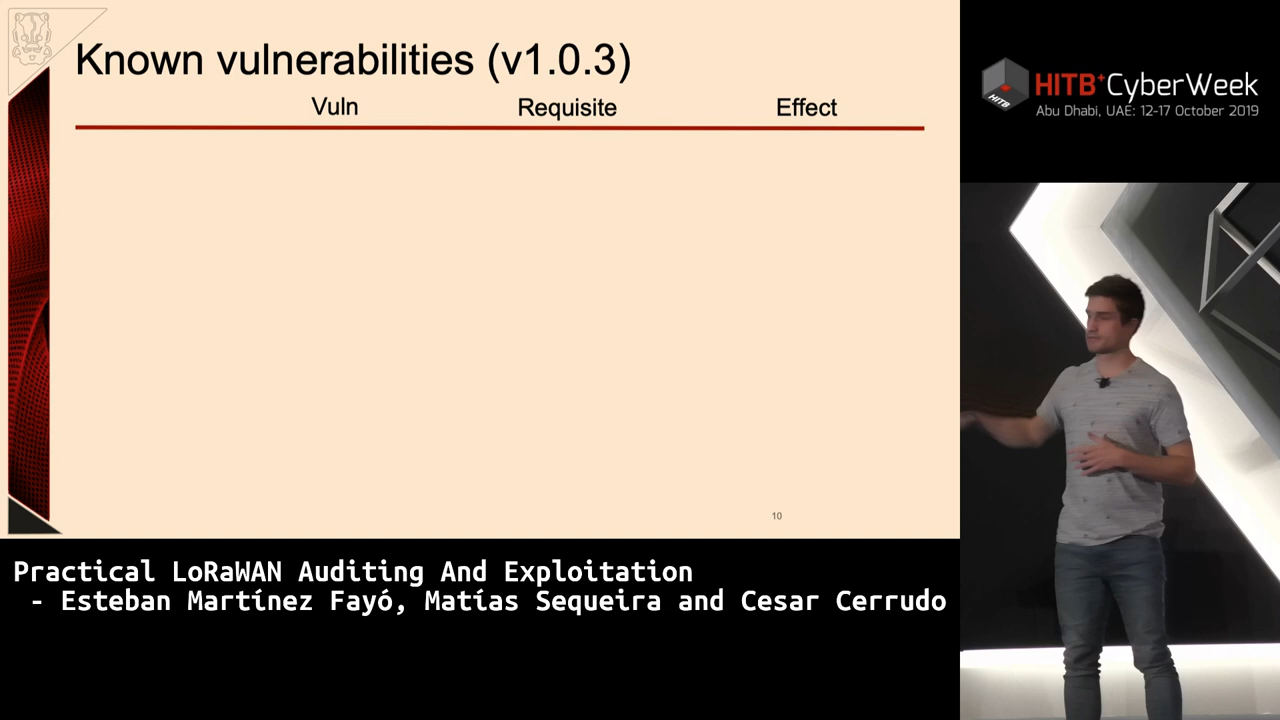 Known vulnerabilities (v1.0.3)
Vuln Requisite Effect
10
HITB+CyberWeek
HITB
Abu Dhabi, UAE: 12-17 October 2019
Practical LoRaWAN Auditing And Exploitation
- Esteban Martínez Fayó, Matías Sequeira and Cesar Cerrudo